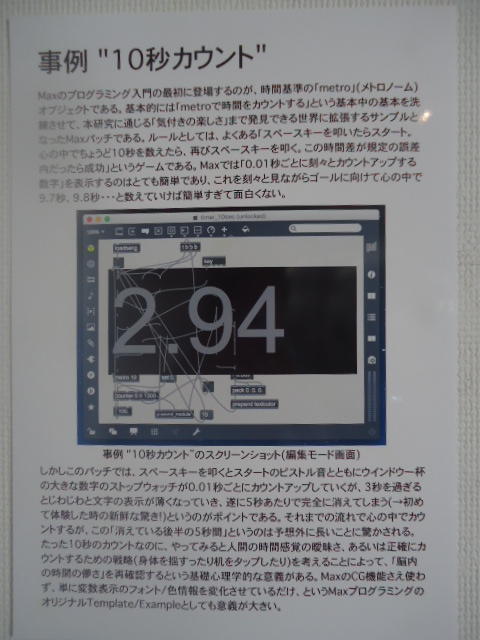 事例 "10秒カウント"
Maxのプログラミング入門の最初に登場するのが、時間基準の「metro」(メトロノーム)
オブジェクトである。基本的には「metroで時間をカウントする」という基本中の基本を洗
練させて、本研究に通じる「気付きの楽しさ」まで発見できる世界に拡張するサンプルと
なったMaxパッチである。ルールとしては、よくある「スペースキーを叩いたらスタート。
心の中でちょうど10秒を数えたら、再びスペースキーを叩く。この時間差が規定の誤差
内だったら成功」というゲームである。Maxでは「0.01秒ごとに刻々とカウントアップする
数字」を表示するのはとても簡単であり、これを刻々と見ながらゴールに向けて心の中で
9.7秒、9.8秒・・・と数えていけば簡単すぎて面白くない。
timer_10sec (unlocked)
loadbang
t b b b
key
2.94
metro 10
counter 0 0 1300
pack 0. 0. 0.
prepend textcolor
事例 "10秒カウント"のスクリーンショット(編集モード画面)
しかしこのパッチでは、スペースキーを叩くとスタートのピストル音とともにウインドウ一杯
の大きな数字のストップウォッチが0.01秒ごとにカウントアップしていくが、3秒を過ぎる
とじわじわと文字の表示が薄くなっていき、遂に5秒あたりで完全に消えてしまう(→初め
て体験した時の新鮮な驚き!)というのがポイントである。それまでの流れで心の中でカウ
ントするが、この「消えている後半の5秒間」というのは予想外に長いことに驚かされる。
たった10秒のカウントなのに、やってみると人間の時間感覚の曖昧さ、あるいは正確にカ
ウントするための戦略(身体を揺すったり机をタップしたり)を考えることによって、「脳内
の時間の儚さ」を再確認するという基礎心理学的な意義がある。MaxのCG機能さえ使わ
ず、単に変数表示のフォント/色情報を変化させているだけ、というMaxプログラミングの
オリジナルTemplate/Exampleとしても意義が大きい。